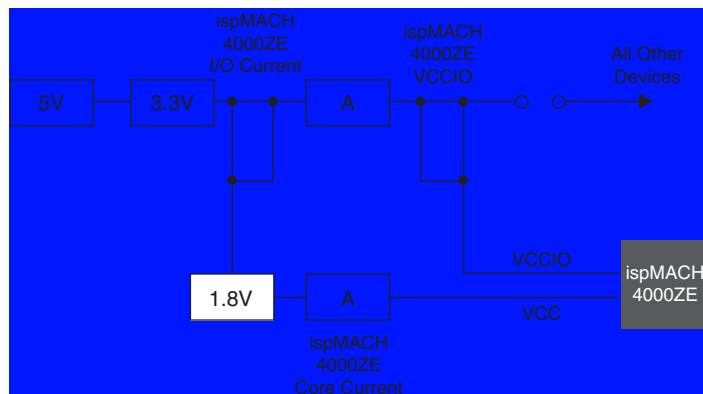 ispMACH
4000ZE
I/O Current
ispMACH
4000ZE
VCCIO
All Other
Devices
5V
3.3V
A
VCCIO
ispMACH
4000ZE
1.8V
A
VCC
ispMACH
4000ZE
Core Current